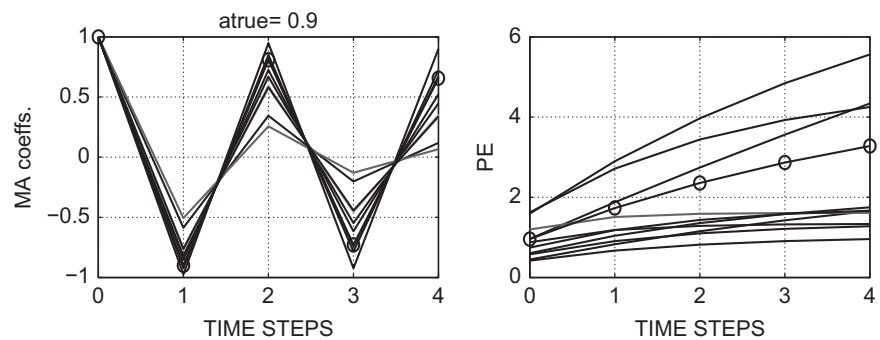 atrue= 0.9
MA coeffs.
1
0.5
0
−0.5
−1
0 1 2 3 4
TIME STEPS
PE
6
4
2
0
0 1 2 3 4
TIME STEPS